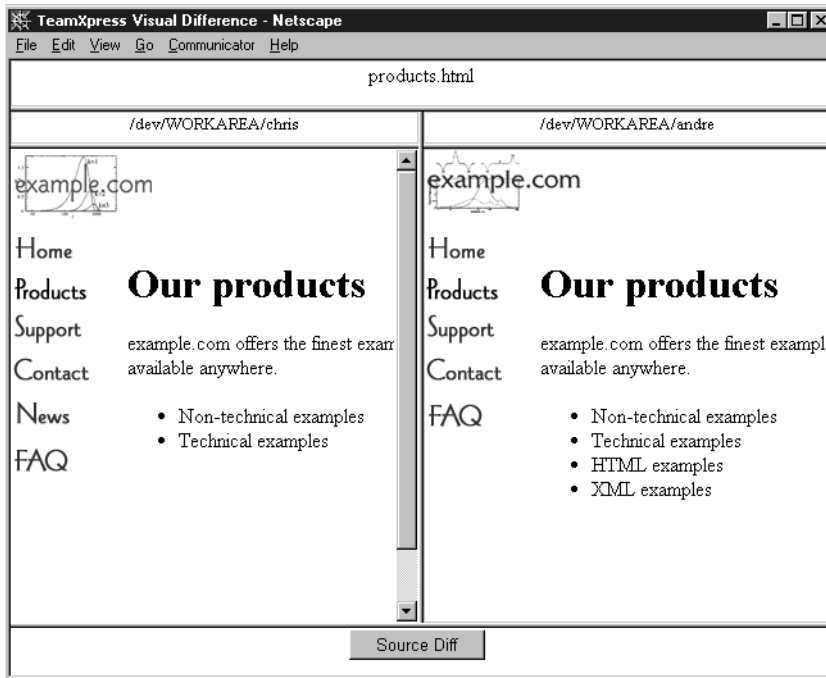 TeamXpress Visual Difference - Netscape
File Edit View Go Communicator Help
products.html
/dev/WORKAREA/chris
example.com
Home
Products
Support
Contact
News
FAQ
Our products
example.com offers the finest exam
available anywhere.
• Non-technical examples
• Technical examples
/dev/WORKAREA/andre
example.com
Home
Products
Support
Contact
FAQ
Our products
example.com offers the finest exampl
available anywhere.
• Non-technical examples
• Technical examples
• HTML examples
• XML examples
Source Diff